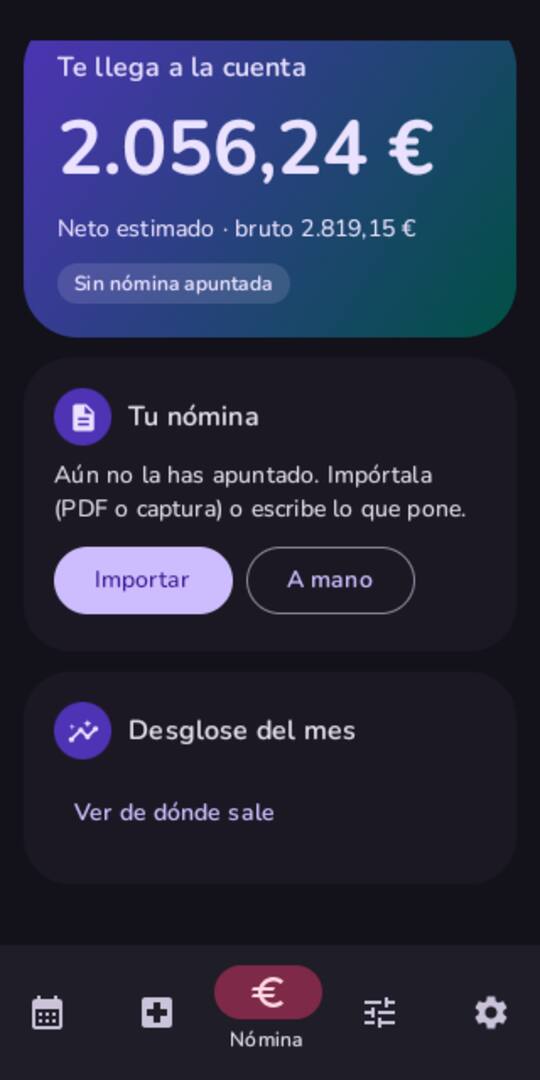 Te llega a la cuenta
2.056,24 €
Neto estimado · bruto 2.819,15 €
Sin nómina apuntada
Tu nómina
Aún no la has apuntado. Impórtala
(PDF o captura) o escribe lo que pone.
Importar
A mano
Desglose del mes
Ver de dónde sale
€
Nómina